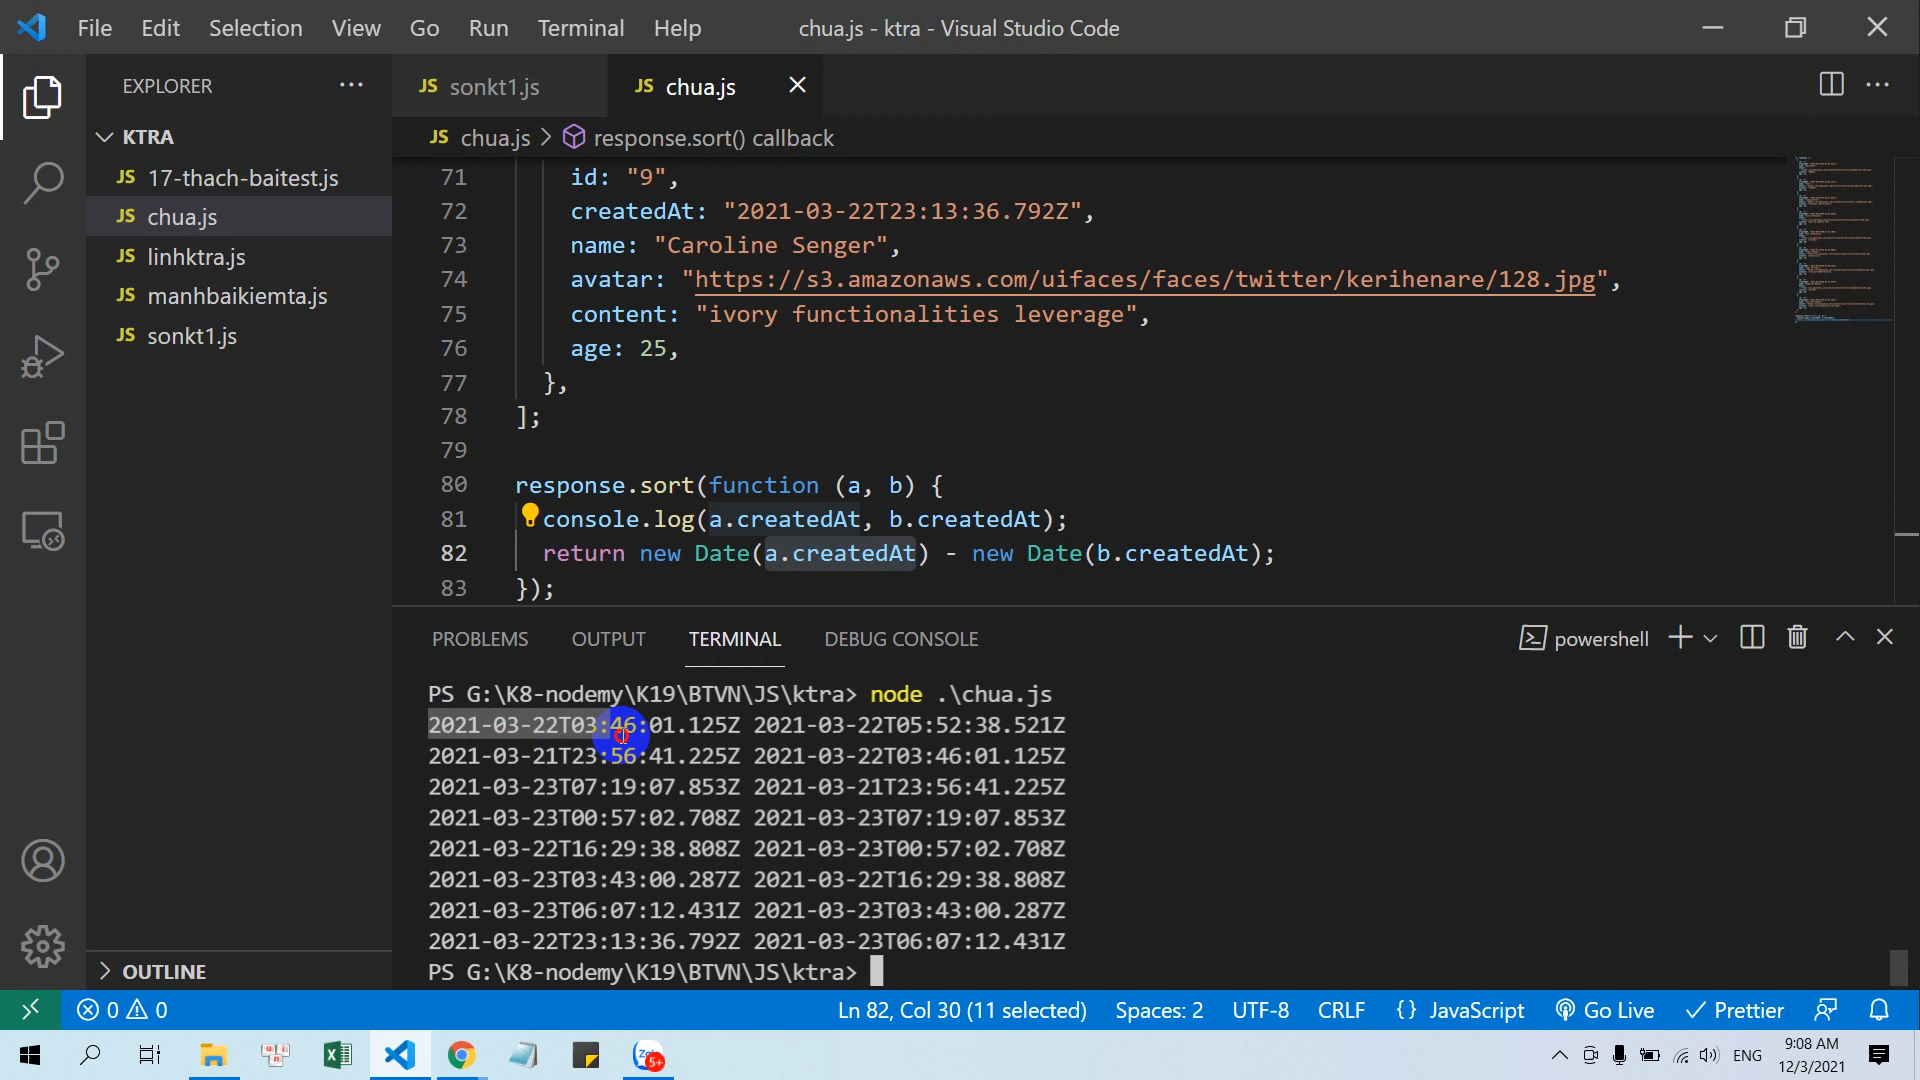 File Edit Selection View Go Run Terminal Help chua.js - ktra - Visual Studio Code
EXPLORER
KTRA
JS 17-thach-baitest.js
JS chua.js
JS linhktra.js
JS manhbaikiemta.js
JS sonkt1.js
OUTLINE
JS sonkt1.js JS chua.js
JS chua.js > response.sort() callback
71 id: "9",
72 createdAt: "2021-03-22T23:13:36.792Z",
73 name: "Caroline Senger",
74 avatar: "https://s3.amazonaws.com/uifaces/faces/twitter/kerihenare/128.jpg",
75 content: "ivory functionalities leverage",
76 age: 25,
77 },
78 ];
79
80 response.sort(function (a, b) {
81 console.log(a.createdAt, b.createdAt);
82 return new Date(a.createdAt) - new Date(b.createdAt);
83 });
PROBLEMS OUTPUT TERMINAL DEBUG CONSOLE powershell
PS G:\K8-nodemy\K19\BTVN\JS\ktra> node .\chua.js
2021-03-22T03:46:01.125Z 2021-03-22T05:52:38.521Z
2021-03-21T23:56:41.225Z 2021-03-22T03:46:01.125Z
2021-03-23T07:19:07.853Z 2021-03-21T23:56:41.225Z
2021-03-23T00:57:02.708Z 2021-03-23T07:19:07.853Z
2021-03-22T16:29:38.808Z 2021-03-23T00:57:02.708Z
2021-03-23T03:43:00.287Z 2021-03-22T16:29:38.808Z
2021-03-23T06:07:12.431Z 2021-03-23T03:43:00.287Z
2021-03-22T23:13:36.792Z 2021-03-23T06:07:12.431Z
PS G:\K8-nodemy\K19\BTVN\JS\ktra>
0 0 Ln 82, Col 30 (11 selected) Spaces: 2 UTF-8 CRLF {} JavaScript Go Live Prettier
5+ ENG 9:08 AM
12/3/2021